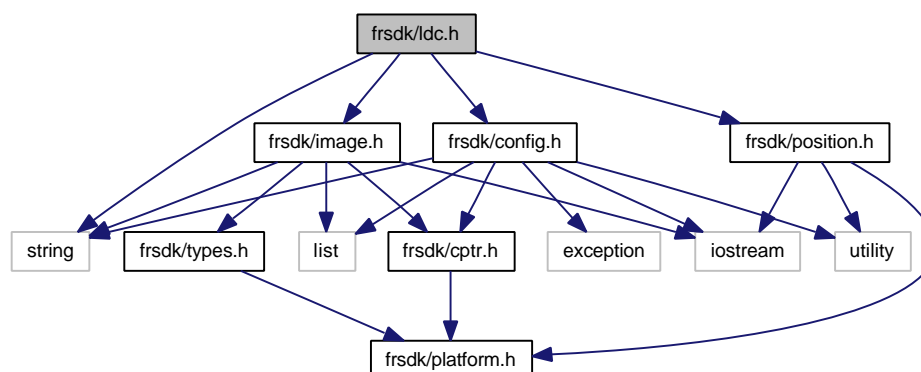 frsdk/ldc.h
frsdk/image.h
frsdk/config.h
frsdk/position.h
string
frsdk/types.h
list
frsdk/cptr.h
exception
iostream
utility
frsdk/platform.h